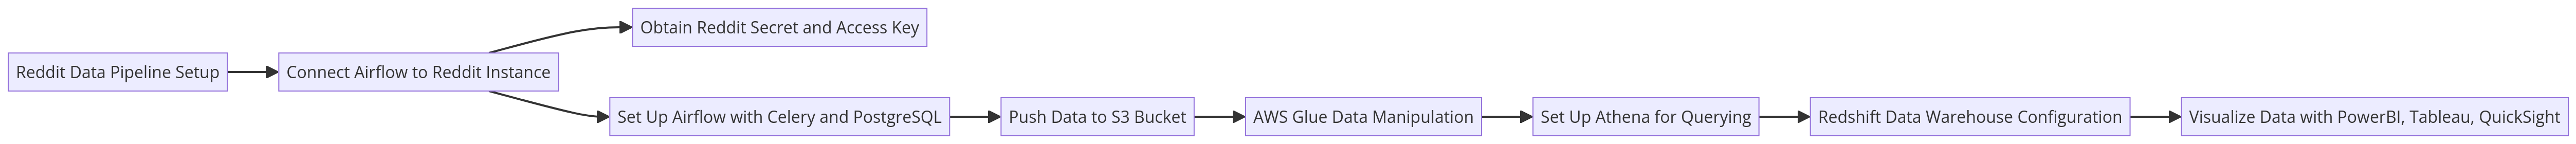 Obtain Reddit Secret and Access Key
Reddit Data Pipeline Setup
Connect Airflow to Reddit Instance
Set Up Airflow with Celery and PostgreSQL
Push Data to S3 Bucket
AWS Glue Data Manipulation
Set Up Athena for Querying
Redshift Data Warehouse Configuration
Visualize Data with PowerBI, Tableau, QuickSight